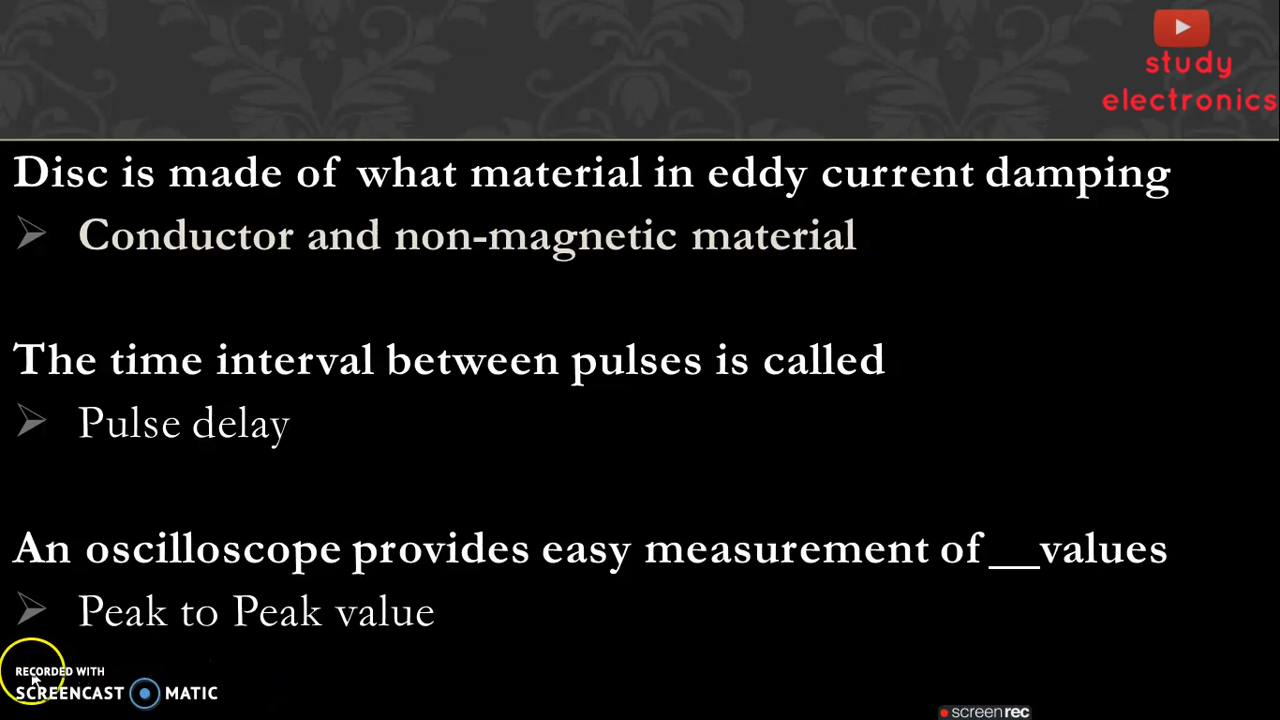 study
electronics
Disc is made of what material in eddy current damping
Conductor and non-magnetic material
The time interval between pulses is called
Pulse delay
An oscilloscope provides easy measurement of __values
Peak to Peak value
RECORDED WITH
SCREENCAST MATIC
screenrec